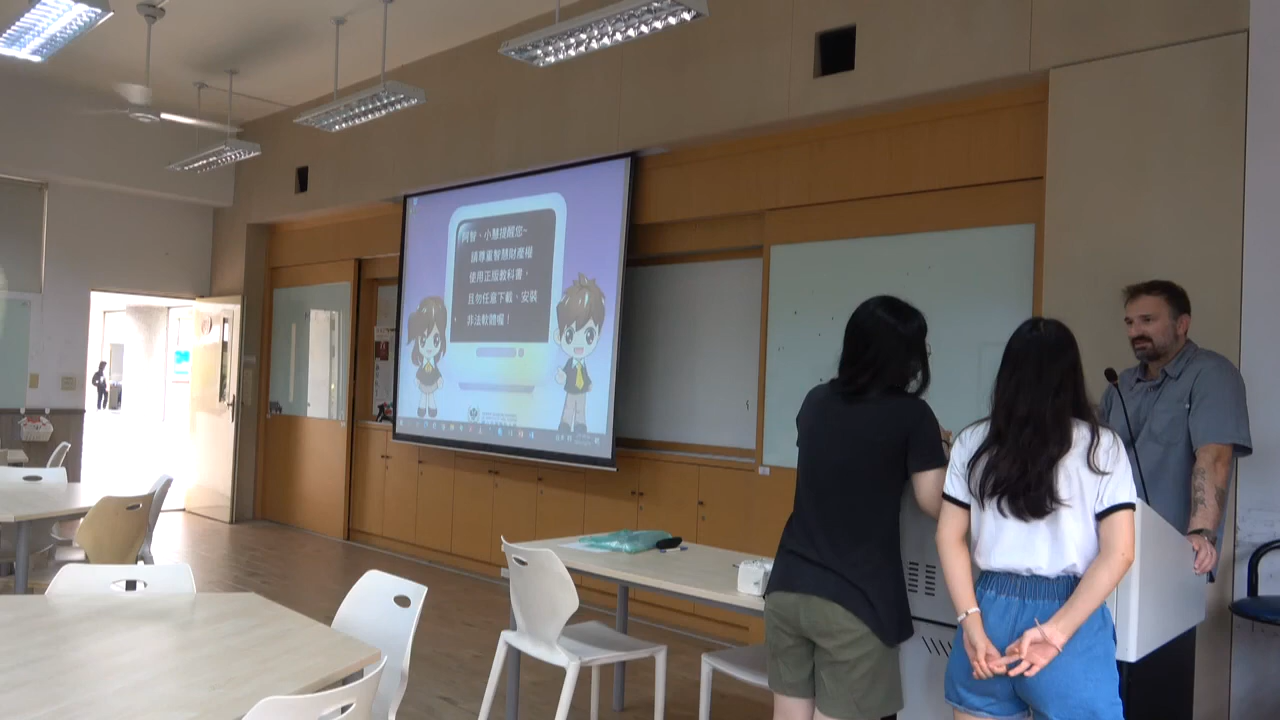 阿智、小慧提醒您~
請尊重智慧財產權
使用正版教科書，
且勿任意下載、安裝
非法軟體喔！